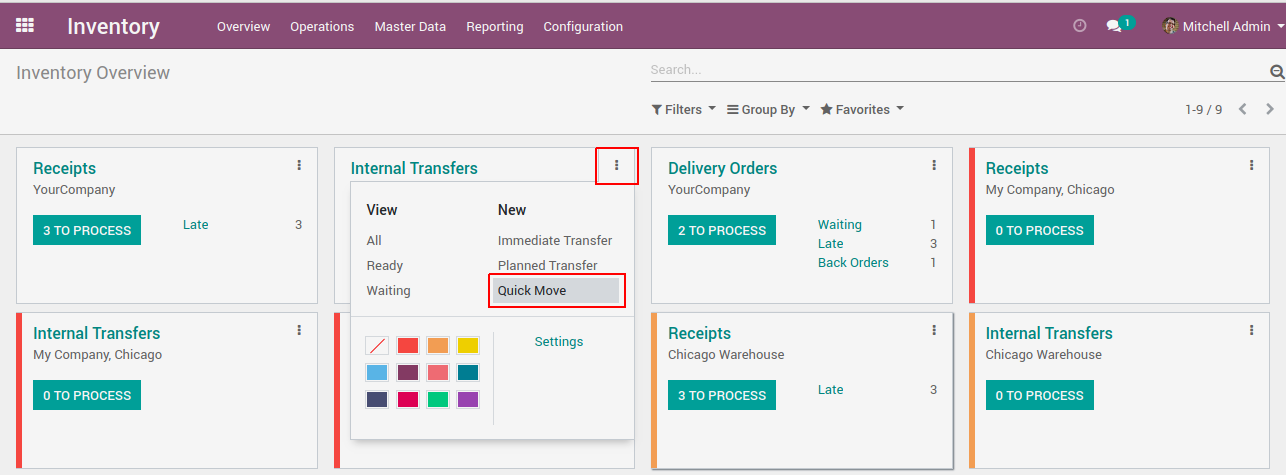 Inventory Overview Operations Master Data Reporting Configuration 1 Mitchell Admin
Inventory Overview Search...
Filters Group By Favorites 1-9 / 9
Receipts
YourCompany
3 TO PROCESS Late 3
Internal Transfers
View
All
Ready
Waiting
New
Immediate Transfer
Planned Transfer
Quick Move
Settings
Delivery Orders
YourCompany
2 TO PROCESS
Waiting 1
Late 3
Back Orders 1
Receipts
My Company, Chicago
0 TO PROCESS
Internal Transfers
My Company, Chicago
0 TO PROCESS
Receipts
Chicago Warehouse
3 TO PROCESS Late 3
Internal Transfers
Chicago Warehouse
0 TO PROCESS